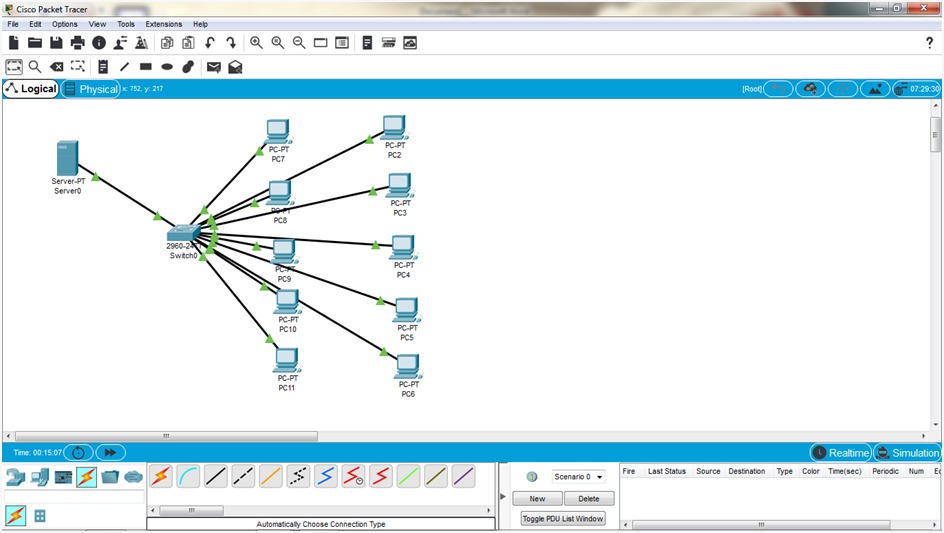 Cisco Packet Tracer
File Edit Options View Tools Extensions Help
?
Logical Physical x: 752, y: 217 [Root] 07:29:30
PC-PT
PC7
PC-PT
PC2
Server-PT
Server0
PC-PT
PC8
PC-PT
PC3
Switch0
PC-PT
PC9
PC-PT
PC4
PC-PT
PC10
PC-PT
PC5
PC-PT
PC11
PC-PT
PC6
Time: 00:15:07 Realtime Simulation
Scenario 0
New Delete
Toggle PDU List Window
Fire Last Status Source Destination Type Color Time(sec) Periodic Num
Automatically Choose Connection Type